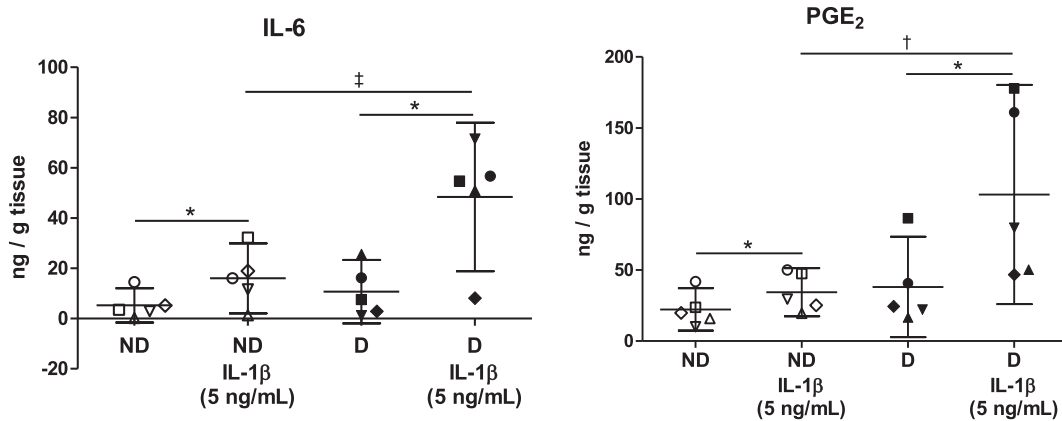 IL-6
ng / g tissue
100
80
60
40
20
0
-20
‡
*
*
ND
ND
IL-1β
(5 ng/mL)
D
D
IL-1β
(5 ng/mL)
PGE2
ng / g tissue
200
150
100
50
0
†
*
*
ND
ND
IL-1β
(5 ng/mL)
D
D
IL-1β
(5 ng/mL)